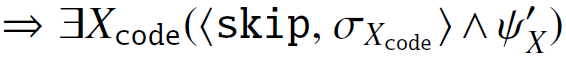 ⇒ ∃X_code(⟨skip, σ_{X_code}⟩ ∧ ψ′_X)